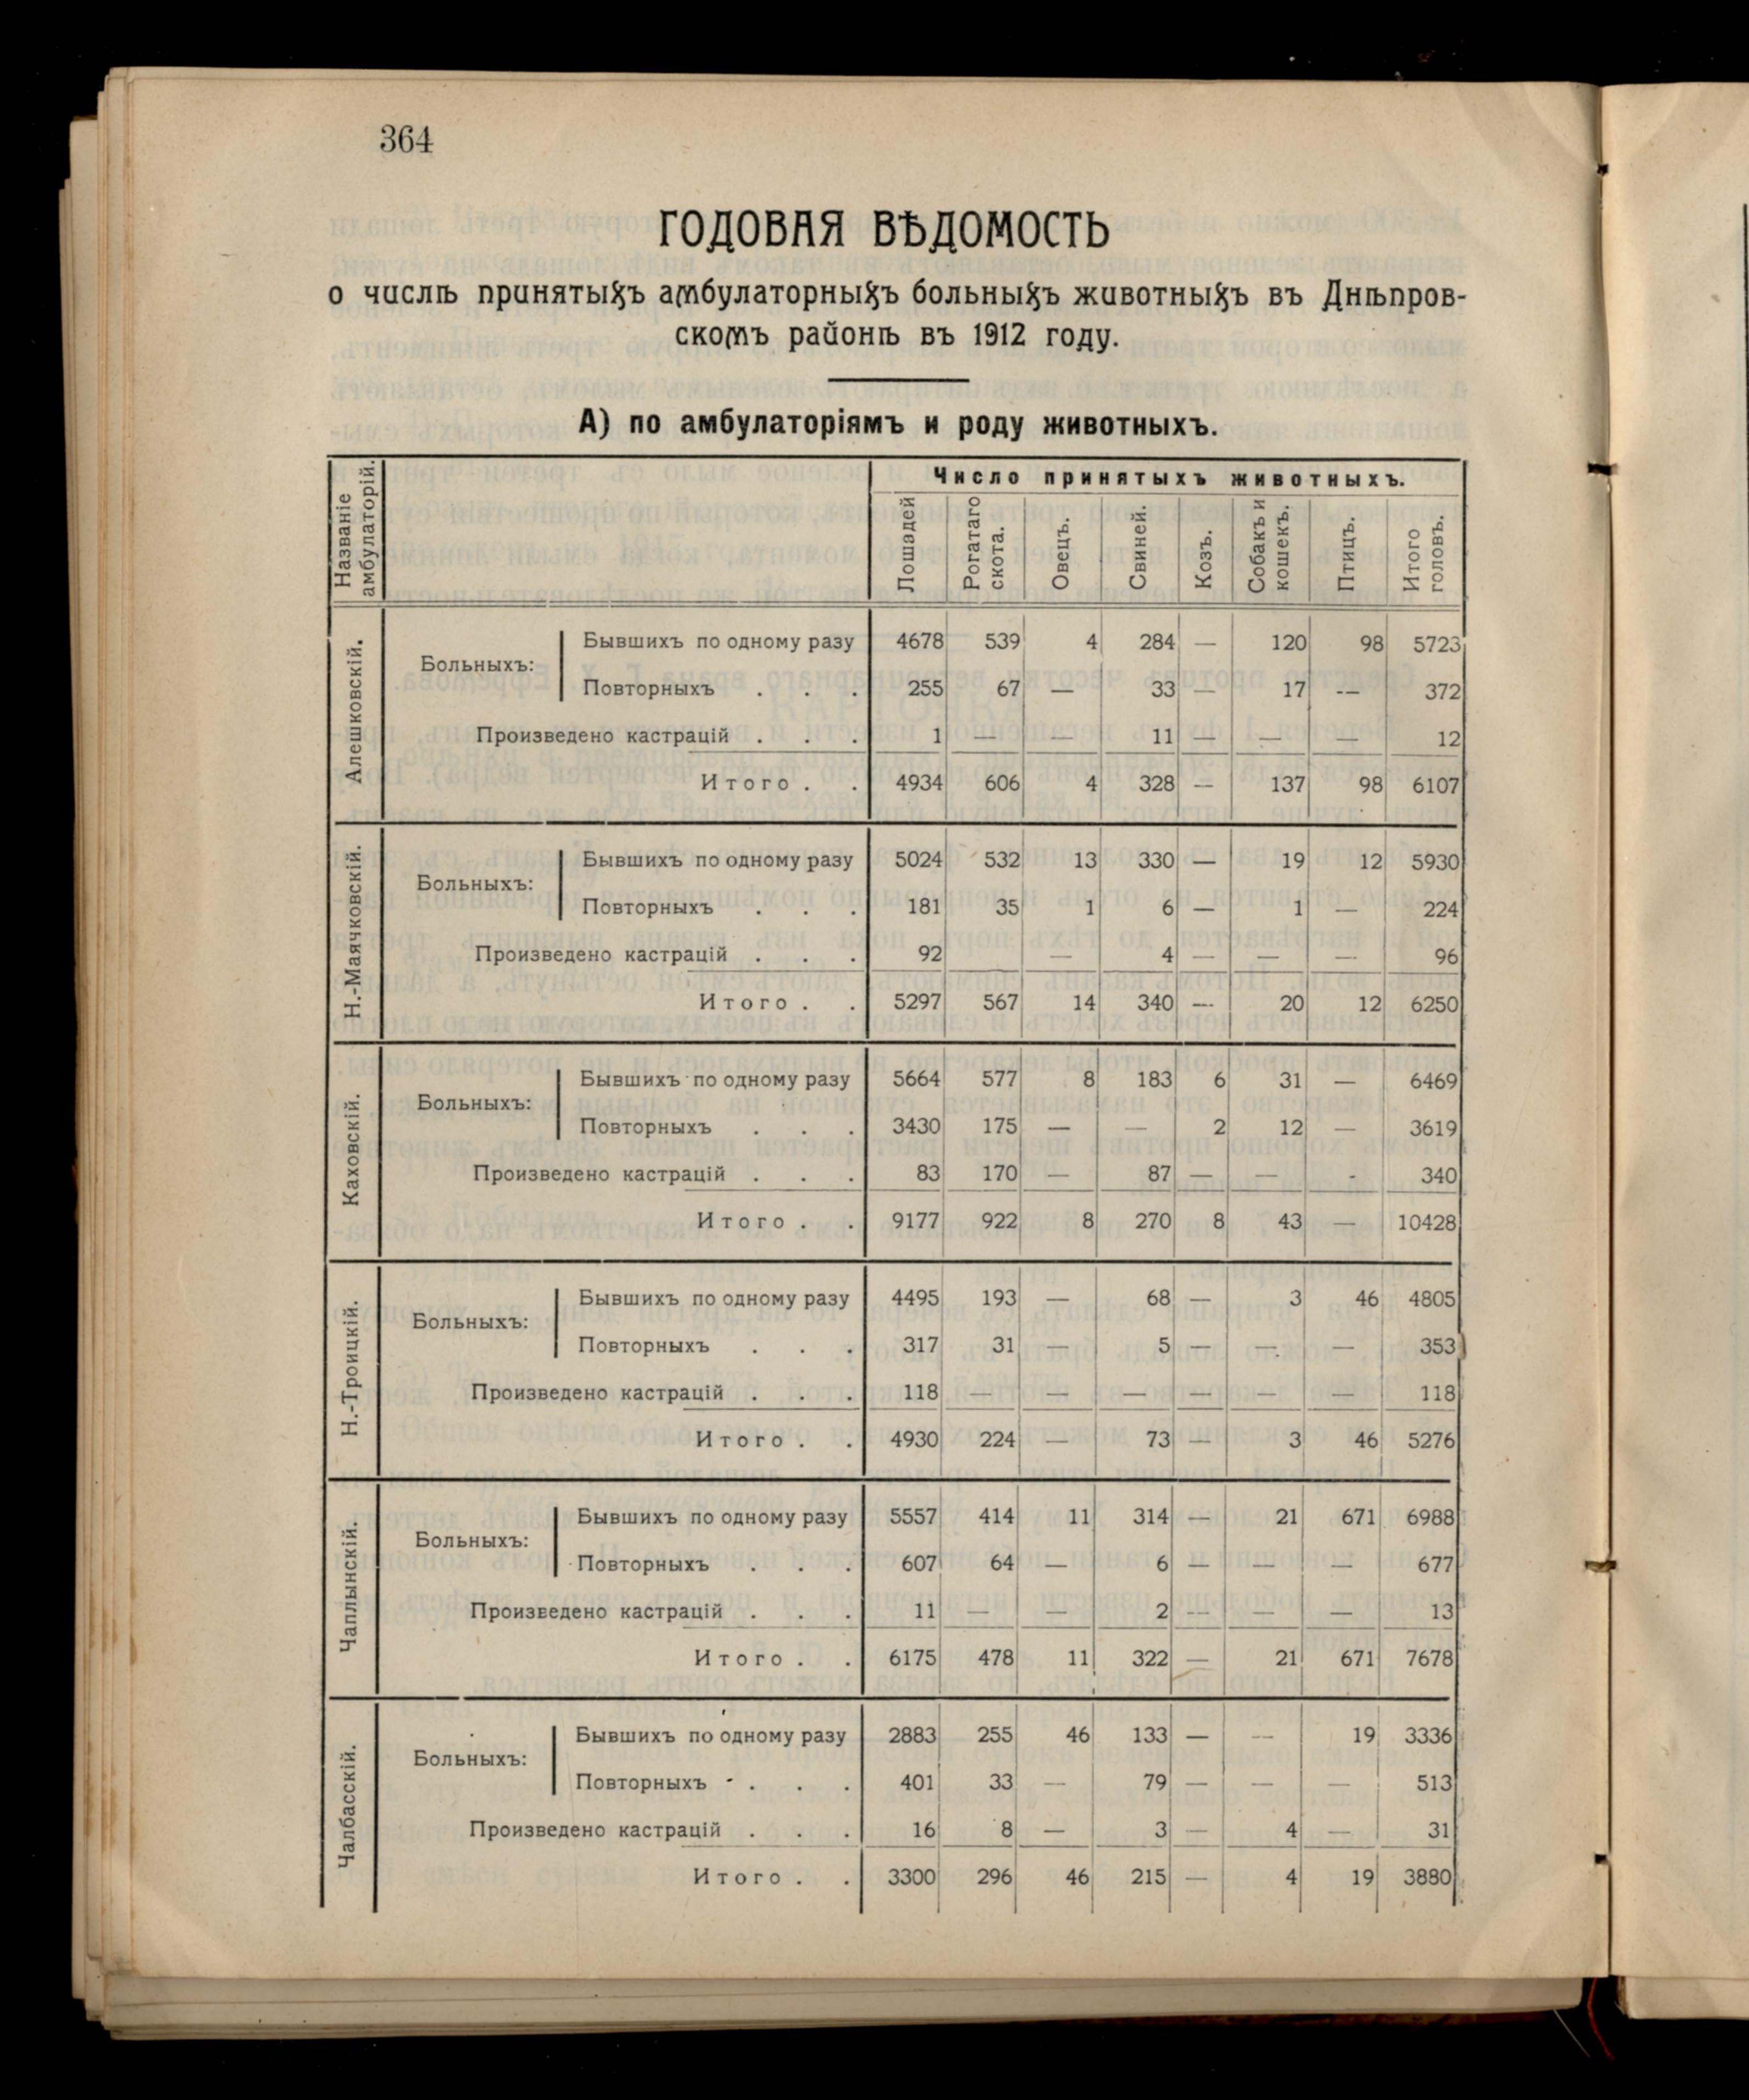 364
ГОДОВАЯ ВѢДОМОСТЬ
о числѣ принятыхъ амбулаторныхъ больныхъ животныхъ въ Днѣпров-
скомъ районѣ въ 1912 году.
А) по амбулаторіямъ и роду животныхъ.
Названіе амбулаторій.
Число принятыхъ животныхъ.
Лошадей
Рогатаго скота.
Овецъ.
Свиней.
Козъ.
Собакъ и кошекъ.
Птицъ.
Итого головъ.
Алешковскій.
Больныхъ:
Бывшихъ по одному разу 4678 539 4 284 — 120 98 5723
Повторныхъ . . . 255 67 — 33 — 17 -- 372
Произведено кастрацій . . . 1 — — 11 — — — 12
Итого . . 4934 606 4 328 — 137 98 6107
Н.-Маячковскій.
Больныхъ:
Бывшихъ по одному разу 5024 532 13 330 — 19 12 5930
Повторныхъ . . . 181 35 1 6 — 1 — 224
Произведено кастрацій . . . 92 — 4 — — — 96
Итого . . 5297 567 14 340 — 20 12 6250
Каховскій.
Больныхъ:
Бывшихъ по одному разу 5664 577 8 183 6 31 — 6469
Повторныхъ . . . 3430 175 — — 2 12 — 3619
Произведено кастрацій . . . 83 170 — 87 — — - 340
Итого . . 9177 922 8 270 8 43 — 10428
Н.-Троицкій.
Больныхъ:
Бывшихъ по одному разу 4495 193 — 68 — 3 46 4805
Повторныхъ . . . 317 31 — 5 — — — 353
Произведено кастрацій . . . 118 — — — — — — 118
Итого . . 4930 224 — 73 — 3 46 5276
Чаплынскій.
Больныхъ:
Бывшихъ по одному разу 5557 414 11 314 — 21 671 6988
Повторныхъ . . . 607 64 — 6 — — — 677
Произведено кастрацій . . . 11 — — 2 -- — — 13
Итого . . 6175 478 11 322 — 21 671 7678
Чалбасскій.
Больныхъ:
Бывшихъ по одному разу 2883 255 46 133 — — 19 3336
Повторныхъ . . . 401 33 — 79 — — — 513
Произведено кастрацій . . . 16 8 — 3 — 4 — 31
Итого . . 3300 296 46 215 — 4 19 3880